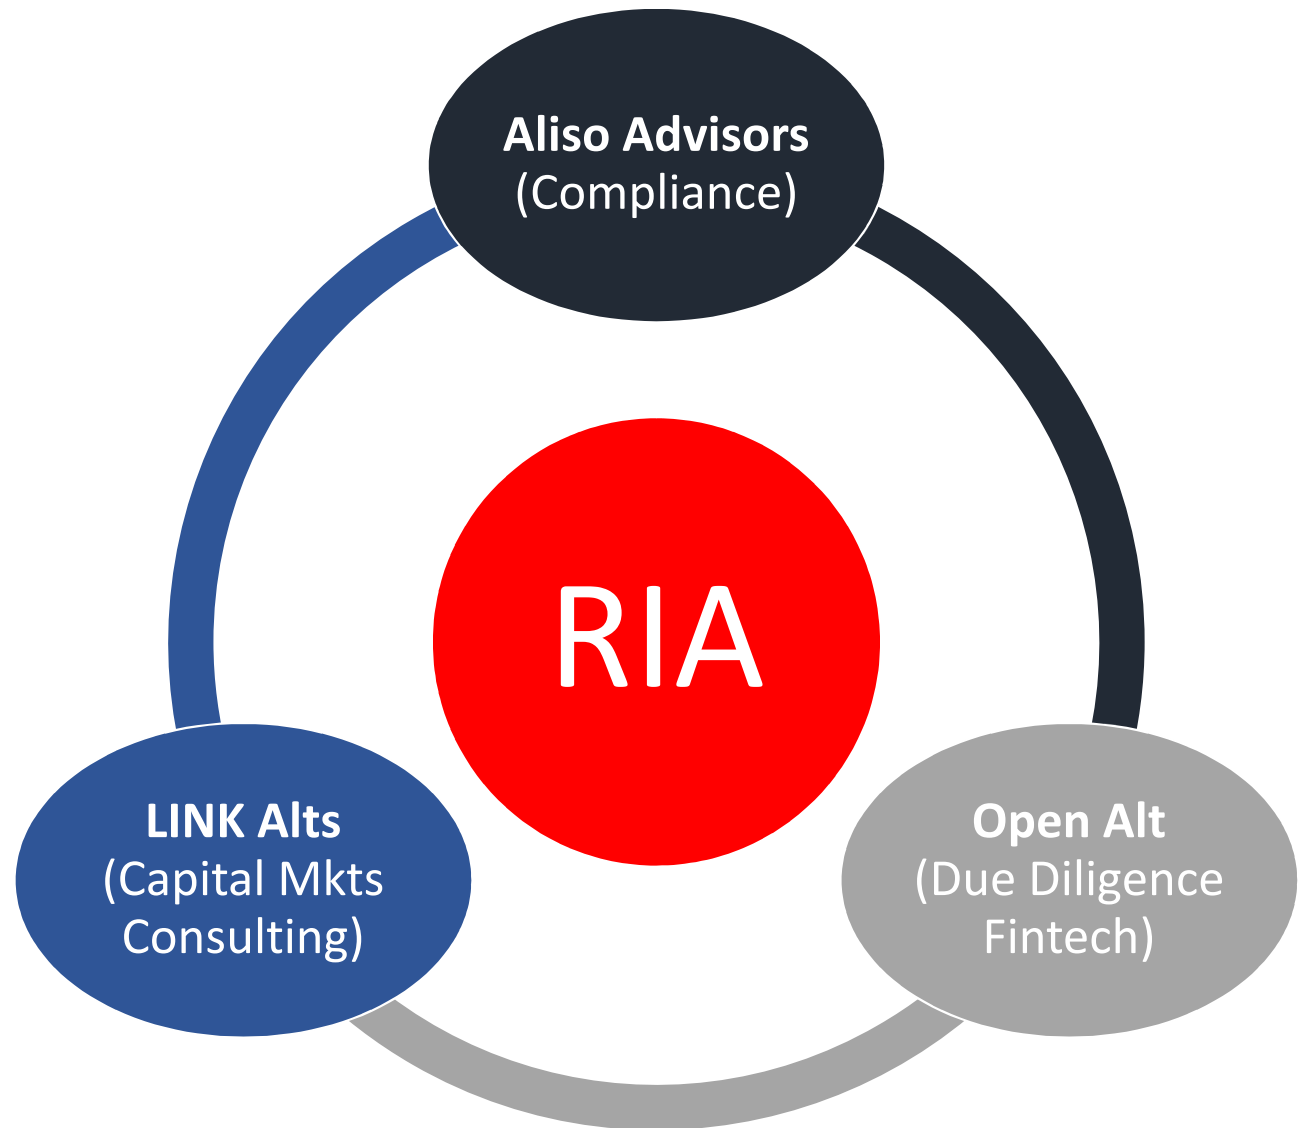 Aliso Advisors
(Compliance)
RIA
LINK Alts
(Capital Mkts
Consulting)
Open Alt
(Due Diligence
Fintech)